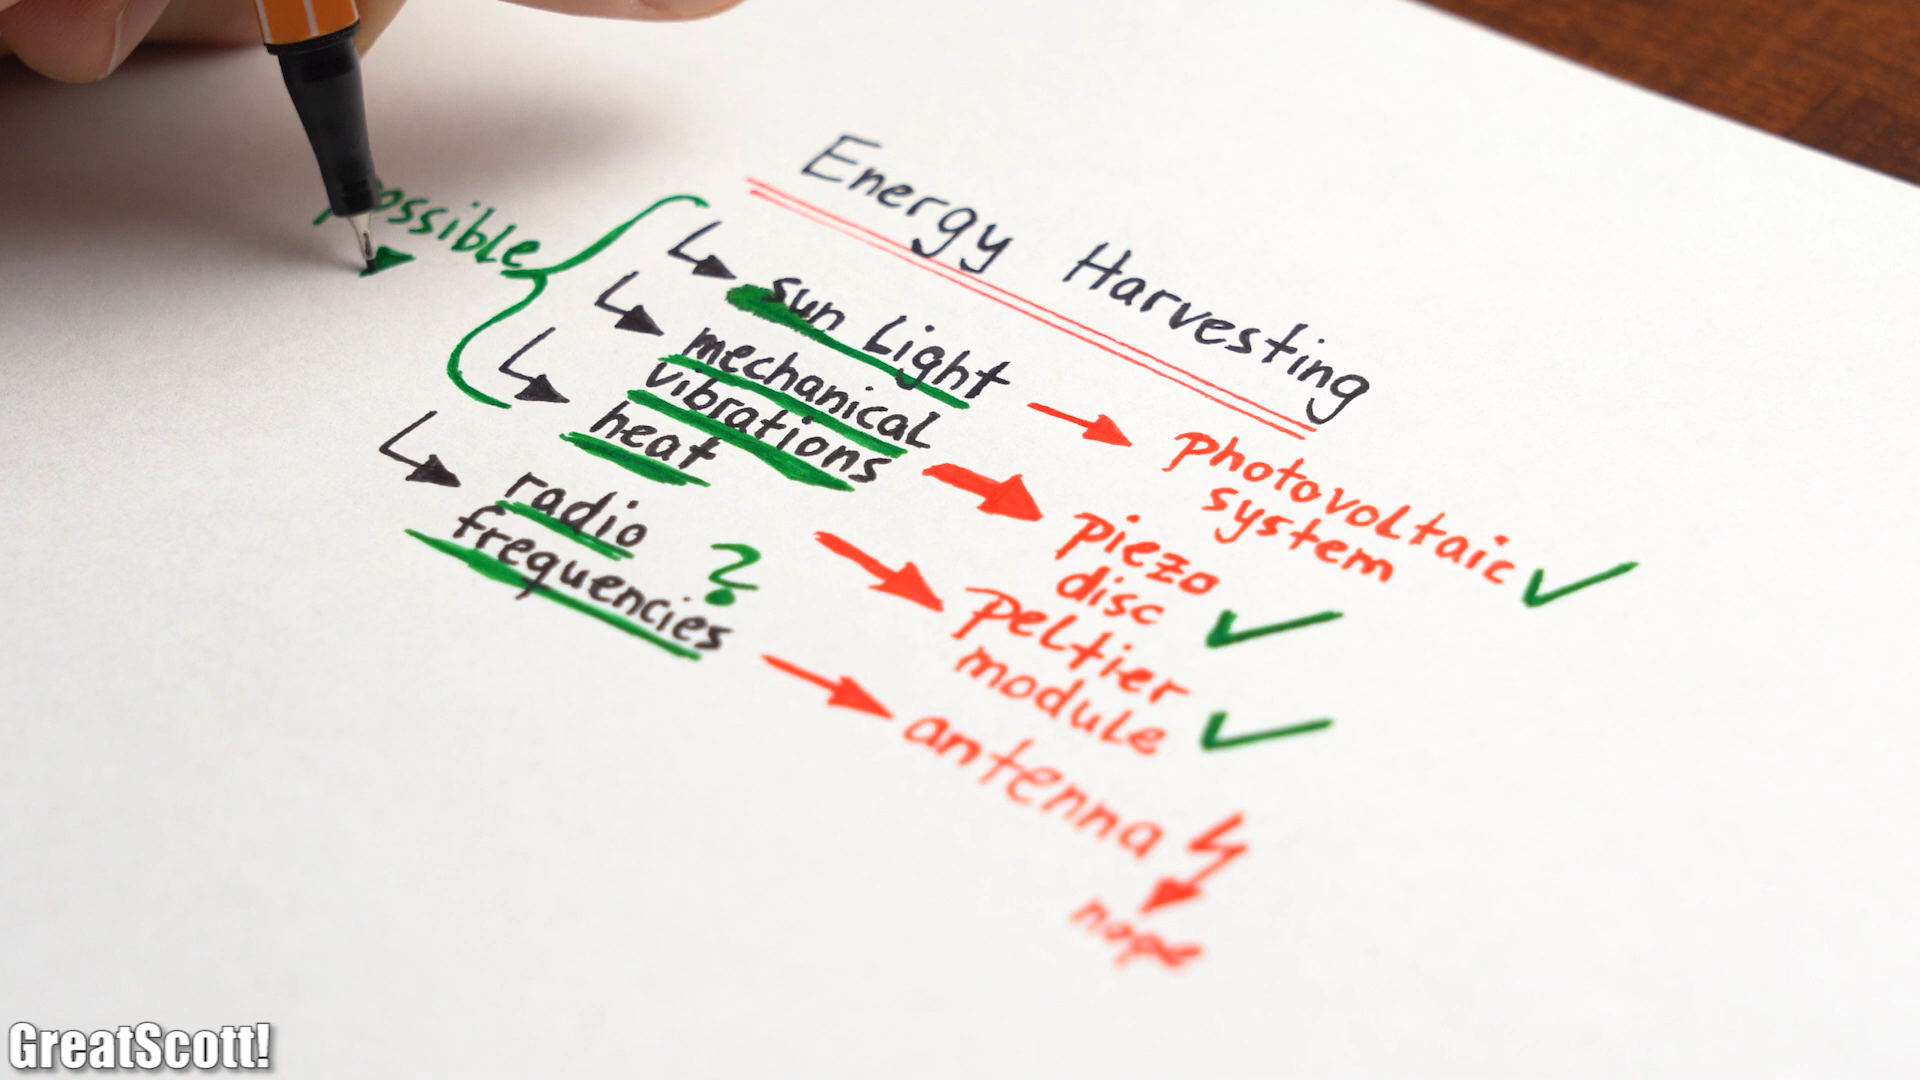 Energy Harvesting
possible
sun light
photovoltaic
system
mechanical
vibrations
piezo
disc
heat
peltier
module
radio
frequencies ?
antenna
nope
GreatScott!